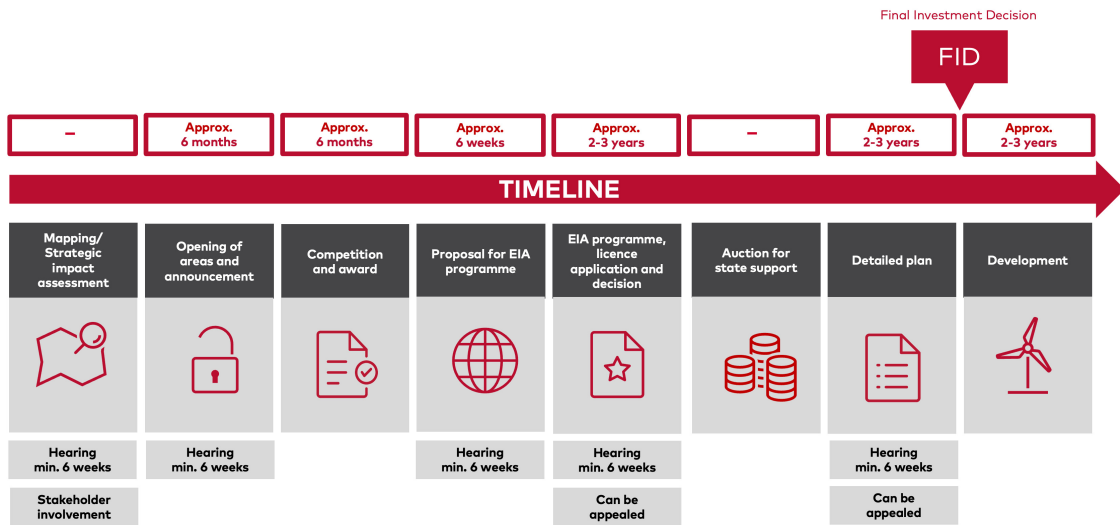 Final Investment Decision
FID
–
Approx.
6 months
Approx.
6 months
Approx.
6 weeks
Approx.
2-3 years
–
Approx.
2-3 years
Approx.
2-3 years
TIMELINE
Mapping/
Strategic
impact
assessment
Opening of
areas and
announcement
Competition
and award
Proposal for EIA
programme
EIA programme,
licence
application and
decision
Auction for
state support
Detailed plan
Development
Hearing
min. 6 weeks
Hearing
min. 6 weeks
Hearing
min. 6 weeks
Hearing
min. 6 weeks
Hearing
min. 6 weeks
Stakeholder
involvement
Can be
appealed
Can be
appealed